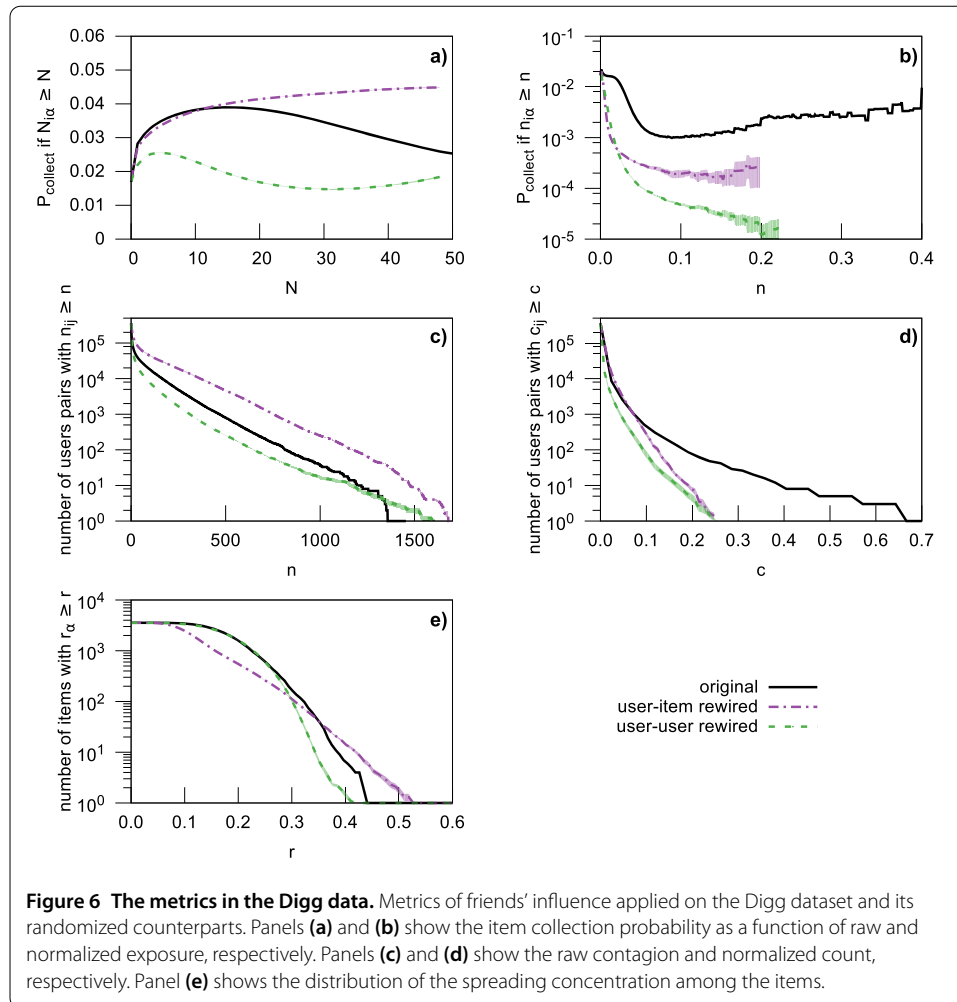 0.06
0.05
0.04
0.03
0.02
0.01
0
0 10 20 30 40 50
P_collect if N_iα ≥ N
N
a)
10^-1
10^-2
10^-3
10^-4
10^-5
0.0 0.1 0.2 0.3 0.4
P_collect if n_iα ≥ n
n
b)
10^5
10^4
10^3
10^2
10^1
10^0
0 500 1000 1500
number of users pairs with n_ij ≥ n
n
c)
10^5
10^4
10^3
10^2
10^1
10^0
0.0 0.1 0.2 0.3 0.4 0.5 0.6 0.7
number of users pairs with c_ij ≥ c
c
d)
10^4
10^3
10^2
10^1
10^0
0.0 0.1 0.2 0.3 0.4 0.5 0.6
number of items with r_α ≥ r
r
e)
original
user-item rewired
user-user rewired
Figure 6 The metrics in the Digg data. Metrics of friends’ influence applied on the Digg dataset and its
randomized counterparts. Panels (a) and (b) show the item collection probability as a function of raw and
normalized exposure, respectively. Panels (c) and (d) show the raw contagion and normalized count,
respectively. Panel (e) shows the distribution of the spreading concentration among the items.